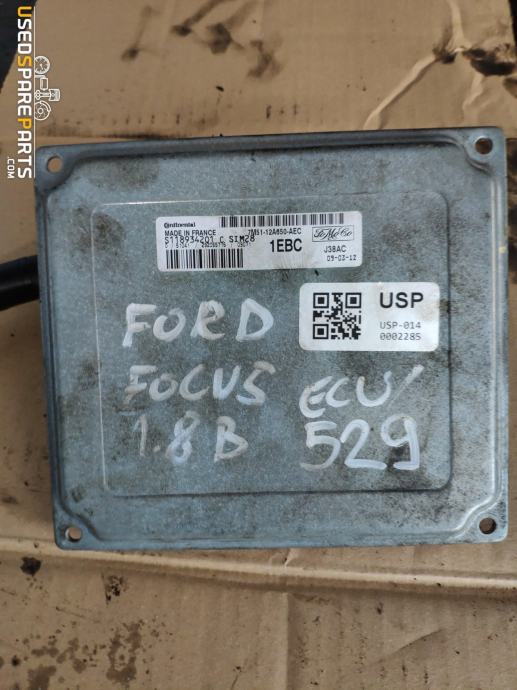 USEDSPAREPARTS
.COM
Continental
MADE IN FRANCE
7M51-12A650-AEC
S118934201 C SIM28
1EBC
J38AC
09-03-12
USP
USP-014
0002285
FORD
FOCUS
1.8B
ECU/
529